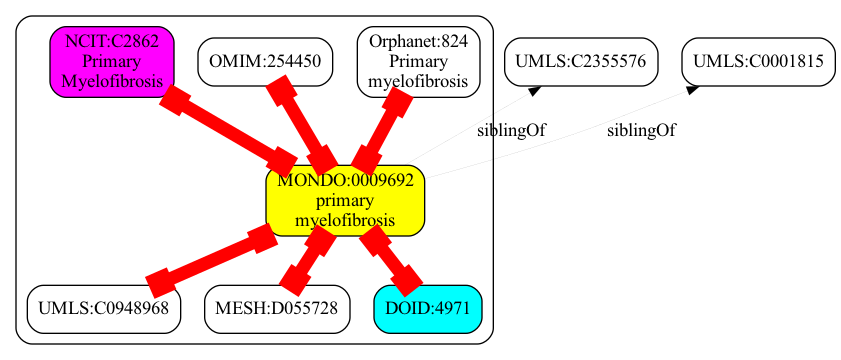 NCIT:C2862
Primary
Myelofibrosis
OMIM:254450
Orphanet:824
Primary
myelofibrosis
UMLS:C2355576
UMLS:C0001815
siblingOf
siblingOf
MONDO:0009692
primary
myelofibrosis
UMLS:C0948968
MESH:D055728
DOID:4971